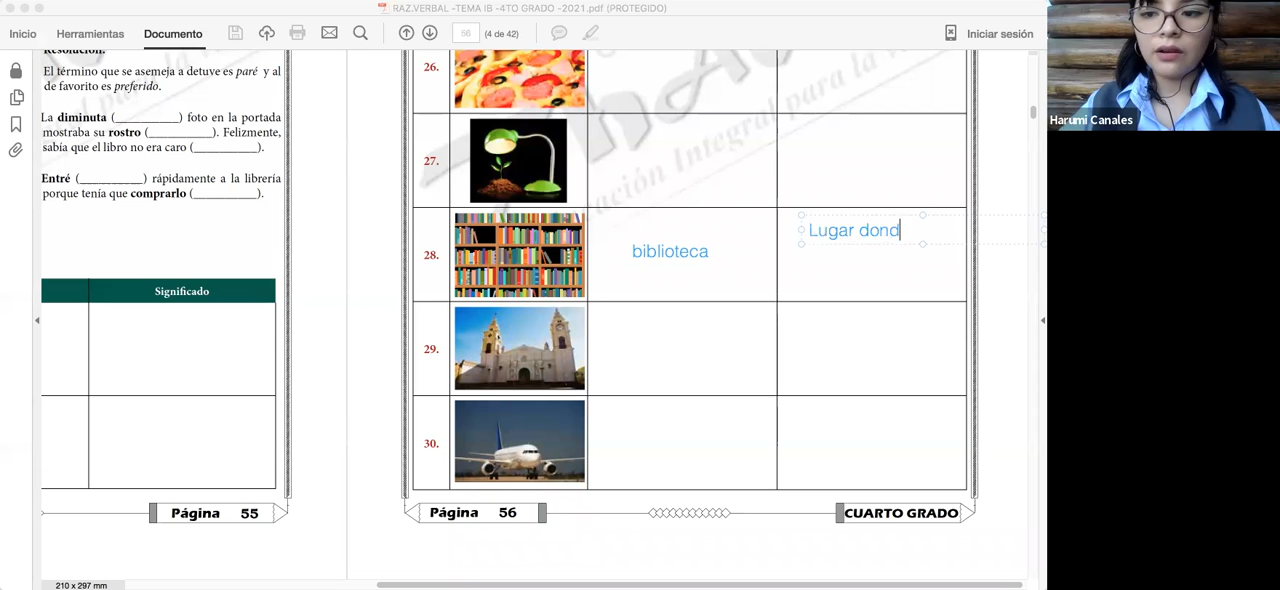 RAZ.VERBAL -TEMA IB -4TO GRADO -2021.pdf (PROTEGIDO)
Inicio
Herramientas
Documento
56
(4 de 42)
Iniciar sesión
Resolución:
El término que se asemeja a detuve es paré y al
de favorito es preferido.
La diminuta (__________) foto en la portada
mostraba su rostro (__________). Felizmente,
sabía que el libro no era caro (__________).
Entré (__________) rápidamente a la librería
porque tenía que comprarlo (__________).
Significado
Página 55
26.
27.
28.
biblioteca
Lugar dond
29.
30.
Página 56
CUARTO GRADO
210 x 297 mm
Harumi Canales